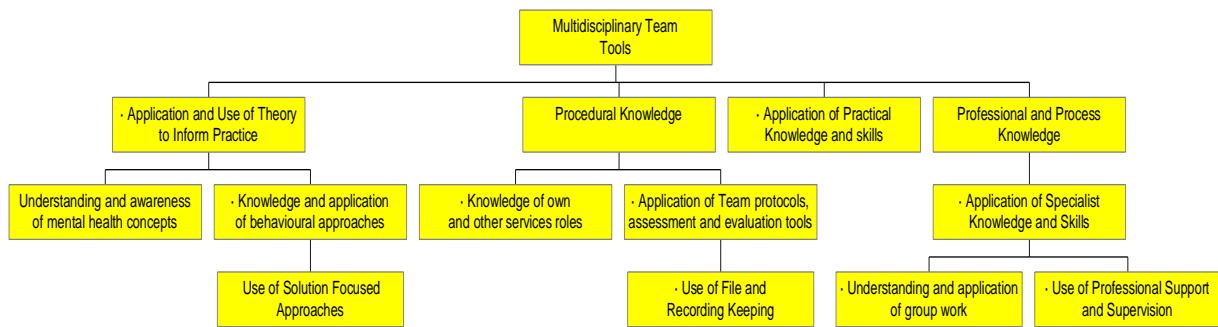 Multidisciplinary Team
Tools
· Application and Use of Theory
to Inform Practice
Procedural Knowledge
· Application of Practical
Knowledge and skills
Professional and Process
Knowledge
Understanding and awareness
of mental health concepts
· Knowledge and application
of behavioural approaches
· Knowledge of own
and other services roles
· Application of Team protocols,
assessment and evaluation tools
· Application of Specialist
Knowledge and Skills
Use of Solution Focused
Approaches
· Use of File and
Recording Keeping
· Understanding and application
of group work
· Use of Professional Support
and Supervision